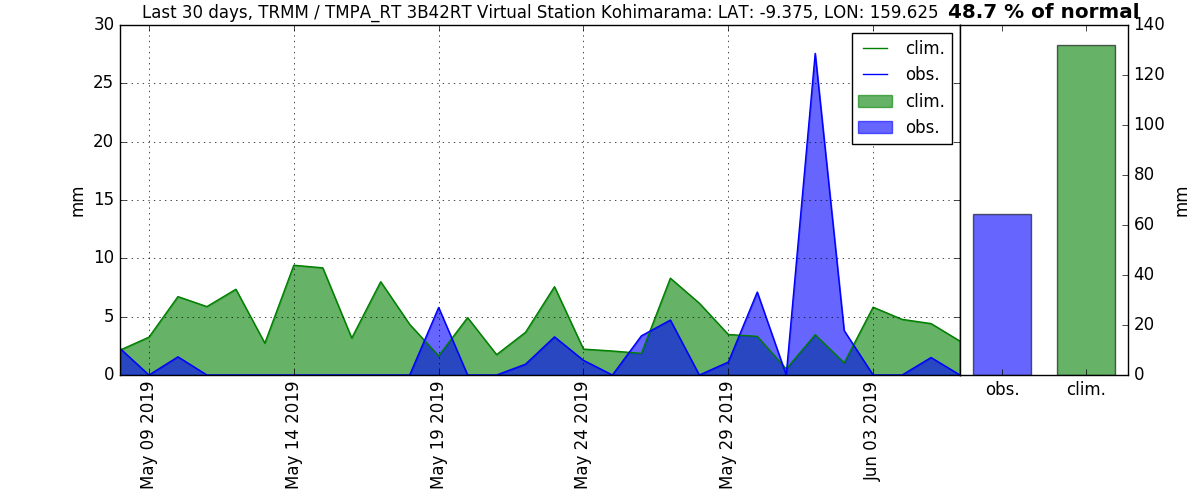 Last 30 days, TRMM / TMPA_RT 3B42RT Virtual Station Kohimarama: LAT: -9.375, LON: 159.625
48.7 % of normal
30
25
20
15
10
5
0
mm
clim.
obs.
clim.
obs.
May 09 2019
May 14 2019
May 19 2019
May 24 2019
May 29 2019
Jun 03 2019
140
120
100
80
60
40
20
0
mm
obs.
clim.